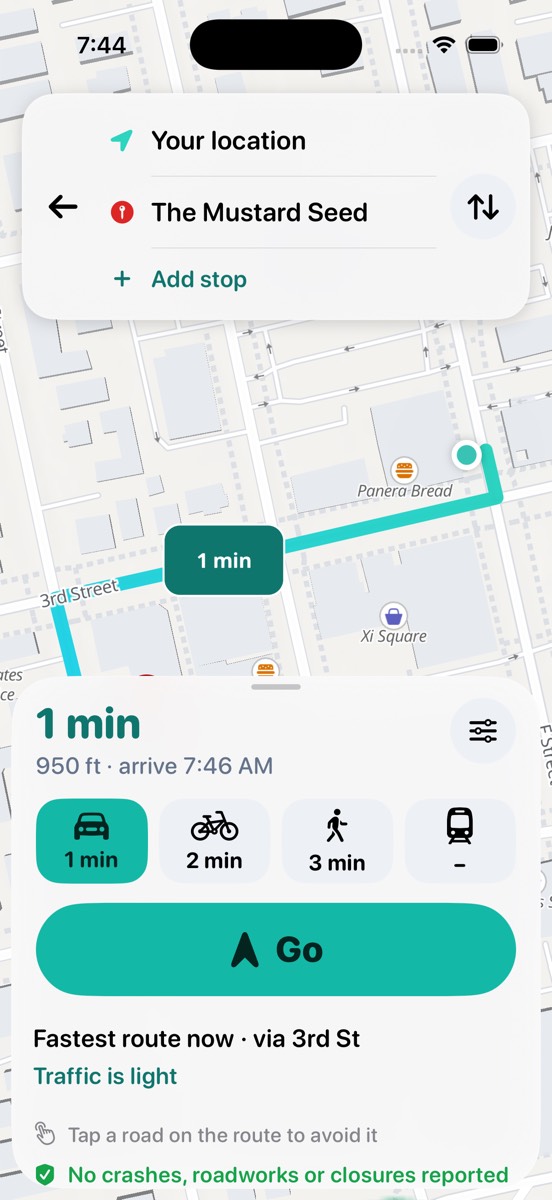 7:44
Your location
The Mustard Seed
+ Add stop
Panera Bread
1 min
3rd Street
Xi Square
1 min
950 ft · arrive 7:46 AM
E Street
1 min
2 min
3 min
–
Go
Fastest route now · via 3rd St
Traffic is light
Tap a road on the route to avoid it
No crashes, roadworks or closures reported